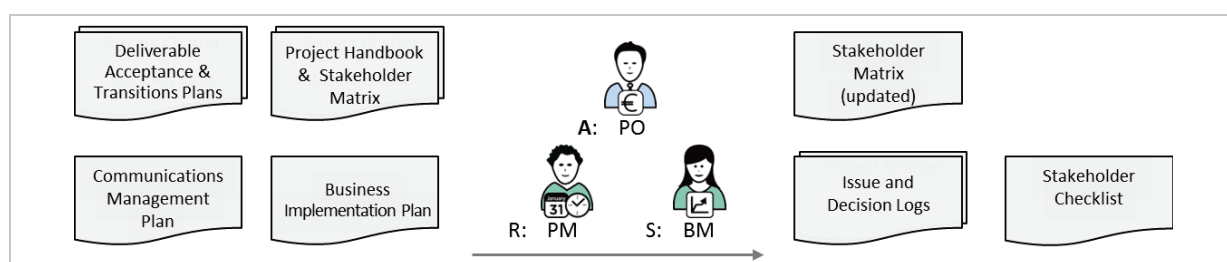 Deliverable
Acceptance &
Transitions Plans
Project Handbook
& Stakeholder
Matrix
Communications
Management
Plan
Business
Implementation Plan
€
A: PO
January
31
R: PM
S: BM
Stakeholder
Matrix
(updated)
Issue and
Decision Logs
Stakeholder
Checklist